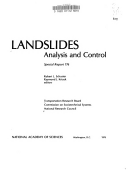 LANDSLIDES
Analysis and Control
Special Report 176
Robert L. Schuster
Raymond J. Krizek
editors
Transportation Research Board
Commission on Sociotechnical Systems
National Research Council
NATIONAL ACADEMY OF SCIENCES Washington, D.C. 1978